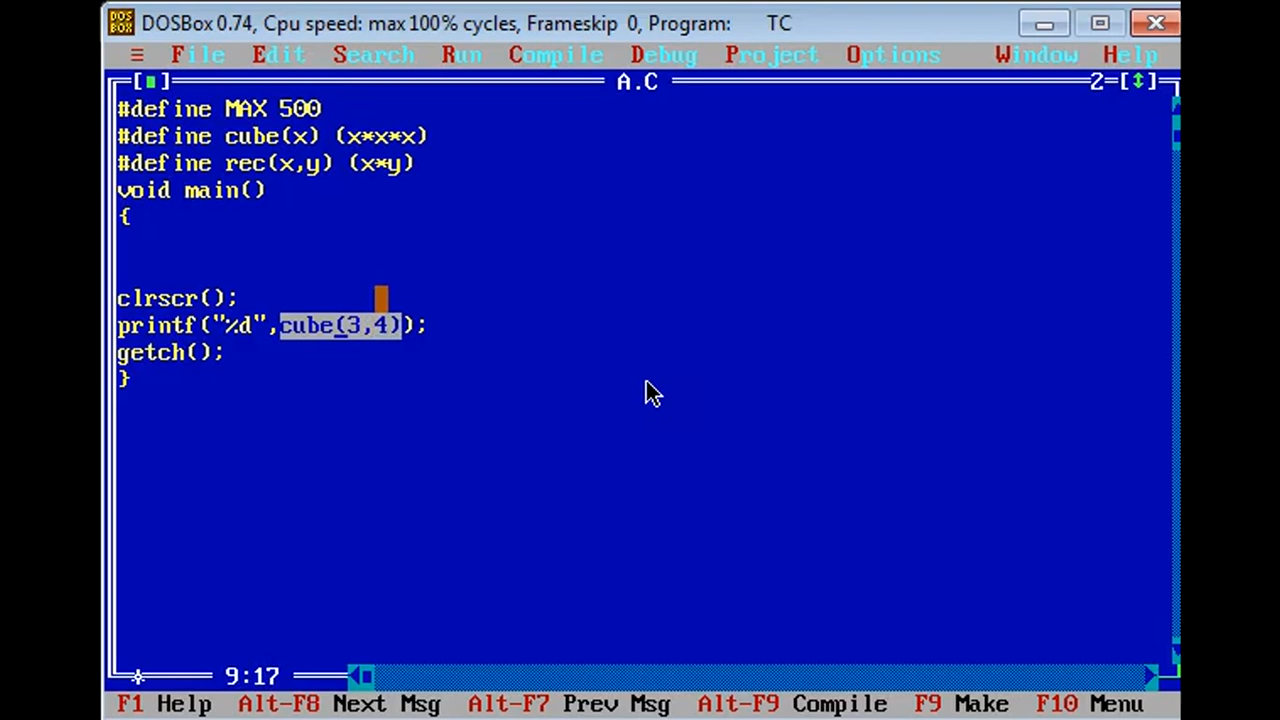 DOSBox 0.74, Cpu speed: max 100% cycles, Frameskip 0, Program: TC
≡ File Edit Search Run Compile Debug Project Options Window Help
A.C 2=[↕]
#define MAX 500
#define cube(x) (x*x*x)
#define rec(x,y) (x*y)
void main()
{
clrscr();
printf("%d",cube(3,4));
getch();
}
9:17
F1 Help Alt-F8 Next Msg Alt-F7 Prev Msg Alt-F9 Compile F9 Make F10 Menu